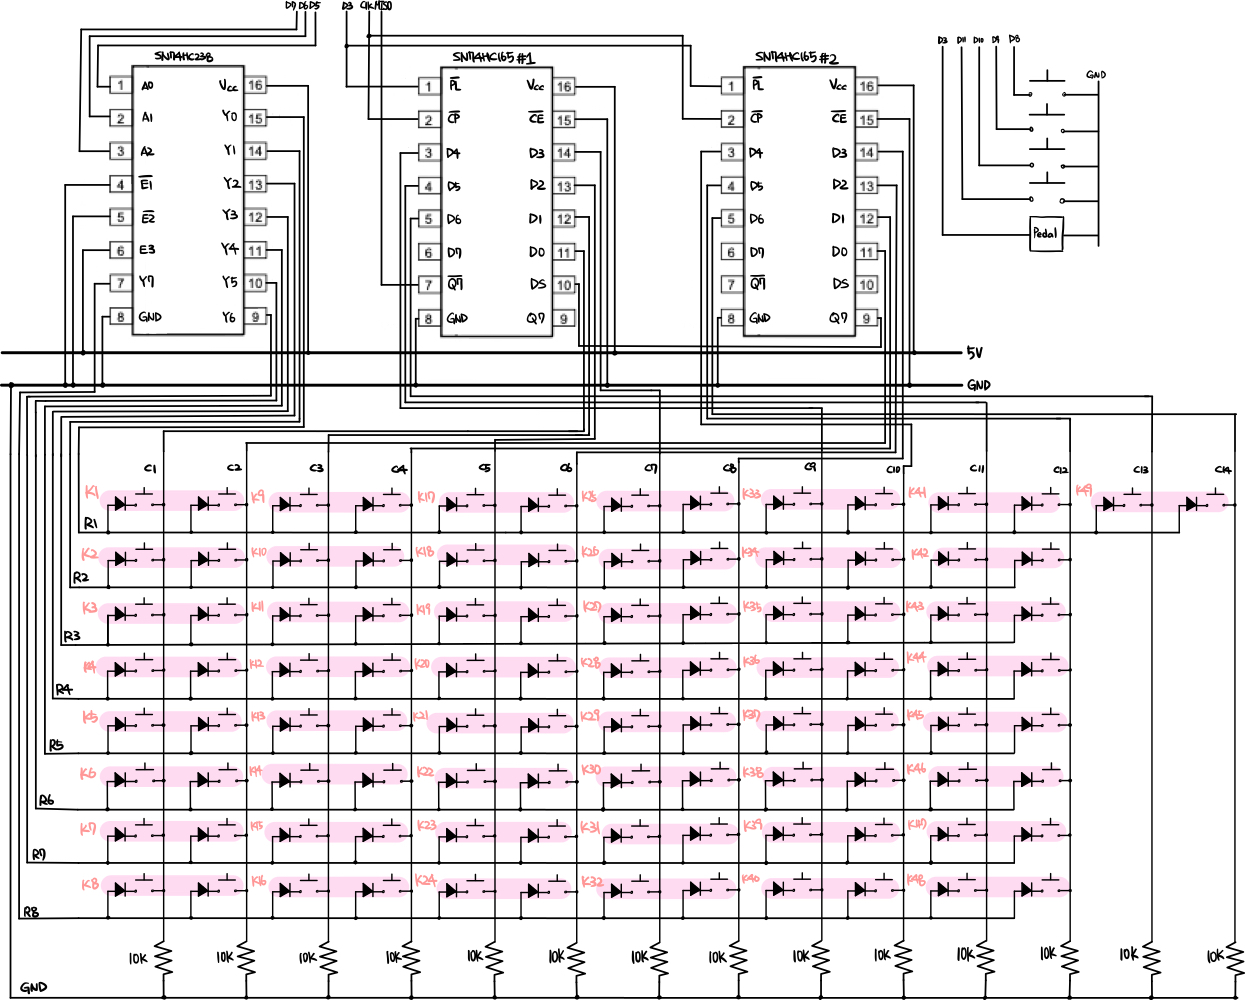 D7 D6 D5
D3 CLK MISO
SN74HC238
1 A0 Vcc 16
2 A1 Y0 15
3 A2 Y1 14
4 E1 Y2 13
5 E2 Y3 12
6 E3 Y4 11
7 Y7 Y5 10
8 GND Y6 9
SN74HC165 #1
1 PL Vcc 16
2 CP CE 15
3 D4 D3 14
4 D5 D2 13
5 D6 D1 12
6 D7 D0 11
7 Q7 DS 10
8 GND Q7 9
SN74HC165 #2
1 PL Vcc 16
2 CP CE 15
3 D4 D3 14
4 D5 D2 13
5 D6 D1 12
6 D7 D0 11
7 Q7 DS 10
8 GND Q7 9
D3 D11 D10 D9 D8
GND
Pedal
5V
GND
C1 C2 C3 C4 C5 C6 C7 C8 C9 C10 C11 C12 C13 C14
K1 K9 K17 K25 K33 K41 K49
R1
K2 K10 K18 K26 K34 K42
R2
K3 K11 K19 K27 K35 K43
R3
K4 K12 K20 K28 K36 K44
R4
K5 K13 K21 K29 K37 K45
R5
K6 K14 K22 K30 K38 K46
R6
K7 K15 K23 K31 K39 K47
R7
K8 K16 K24 K32 K40 K48
R8
10K 10K 10K 10K 10K 10K 10K 10K 10K 10K 10K 10K 10K 10K
GND